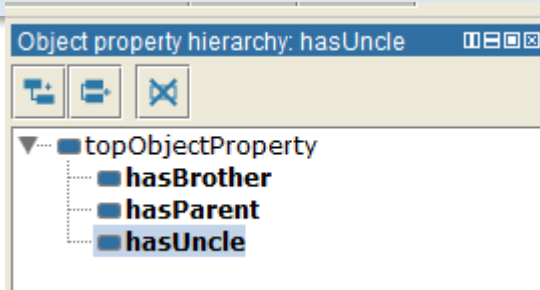 Object property hierarchy: hasUncle
topObjectProperty
hasBrother
hasParent
hasUncle